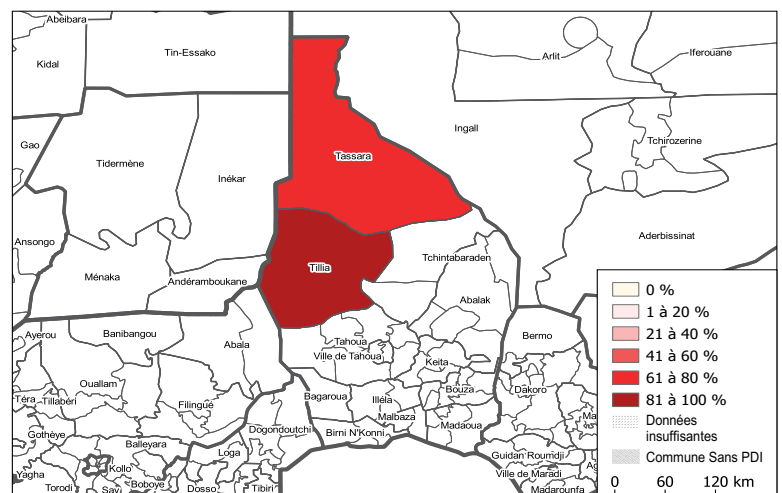 Abeibara
Kidal
Tin-Essako
Arlit
Iferouane
Gao
Tidermène
Inékar
Tassara
Ingall
Tchirozerine
Ansongo
Ménaka
Andéramboukane
Tillia
Tchintabaraden
Aderbissinat
Abalak
Ayerou
Banibangou
Abala
Tahoua
Ville de Tahoua
Keita
Bermo
Ouallam
Filingué
Téra
Tillabéri
Bagaroua
Illéla
Bouza
Dakoro
Malbaza
Gothèye
Balleyara
Dogondoutchi
Birni N'Konni
Madaoua
Loga
Guidan Roumdji
Ville de Maradi
Yagha
Kollo
Torodi
Say
Boboye
Dosso
Tibiri
Madarounfa
Ma
Ag
0 %
1 à 20 %
21 à 40 %
41 à 60 %
61 à 80 %
81 à 100 %
Données
insuffisantes
Commune Sans PDI
0 60 120 km